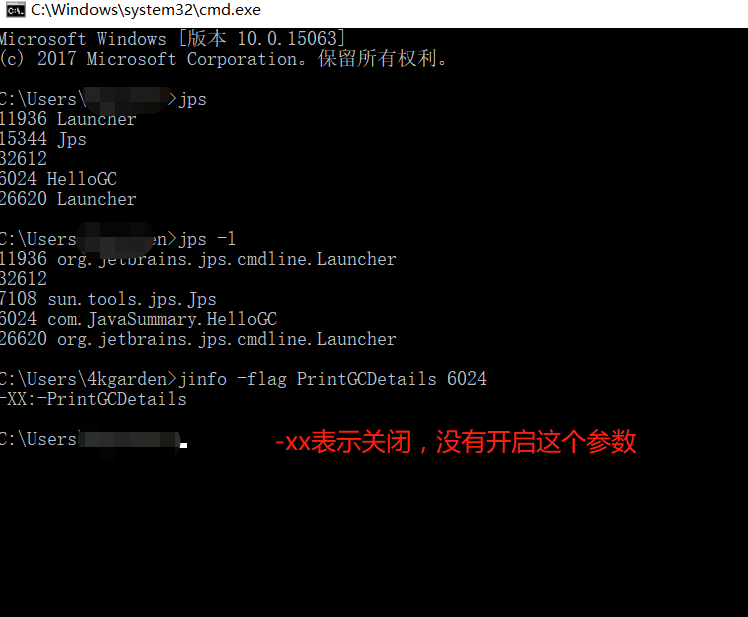 C:\Windows\system32\cmd.exe
Microsoft Windows [版本 10.0.15063]
(c) 2017 Microsoft Corporation。保留所有权利。
C:\Users\ >jps
11936 Launcher
15344 Jps
32612
6024 HelloGC
26620 Launcher
C:\Users en>jps -l
11936 org.jetbrains.jps.cmdline.Launcher
32612
7108 sun.tools.jps.Jps
6024 com.JavaSummary.HelloGC
26620 org.jetbrains.jps.cmdline.Launcher
C:\Users\4kgarden>jinfo -flag PrintGCDetails 6024
-XX:-PrintGCDetails
C:\Users
-xx表示关闭，没有开启这个参数